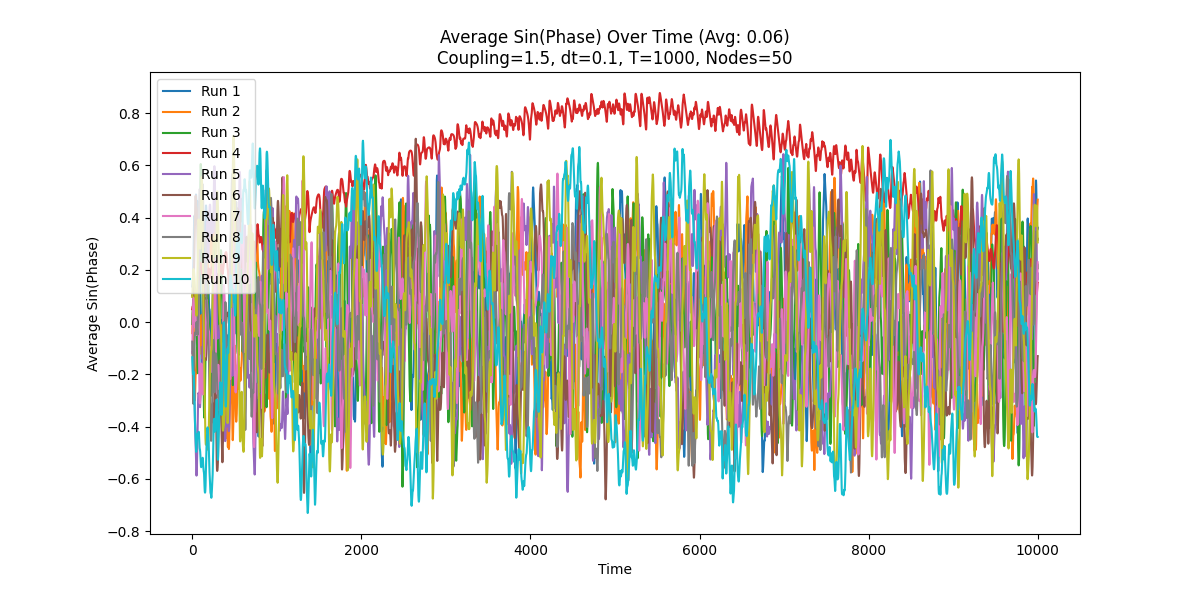 Average Sin(Phase) Over Time (Avg: 0.06)
Coupling=1.5, dt=0.1, T=1000, Nodes=50
Run 1
Run 2
Run 3
Run 4
Run 5
Run 6
Run 7
Run 8
Run 9
Run 10
Average Sin(Phase)
0.8
0.6
0.4
0.2
0.0
−0.2
−0.4
−0.6
−0.8
0
2000
4000
6000
8000
10000
Time